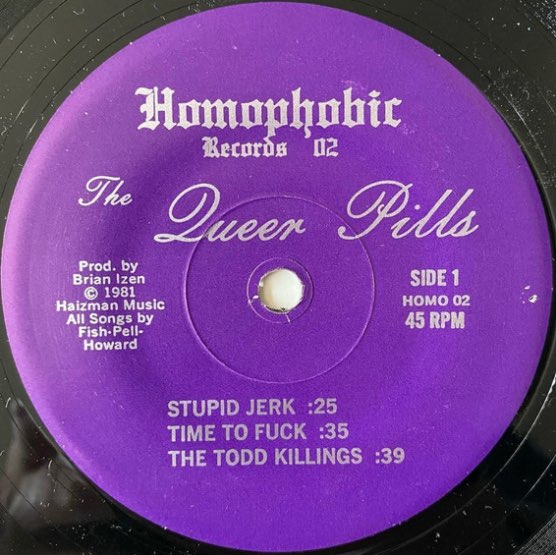 Homophobic
Records 02
The Queer Pills
Prod. by
Brian Izen
© 1981
Haizman Music
All Songs by
Fish-Pell-
Howard
SIDE 1
HOMO 02
45 RPM
STUPID JERK :25
TIME TO FUCK :35
THE TODD KILLINGS :39